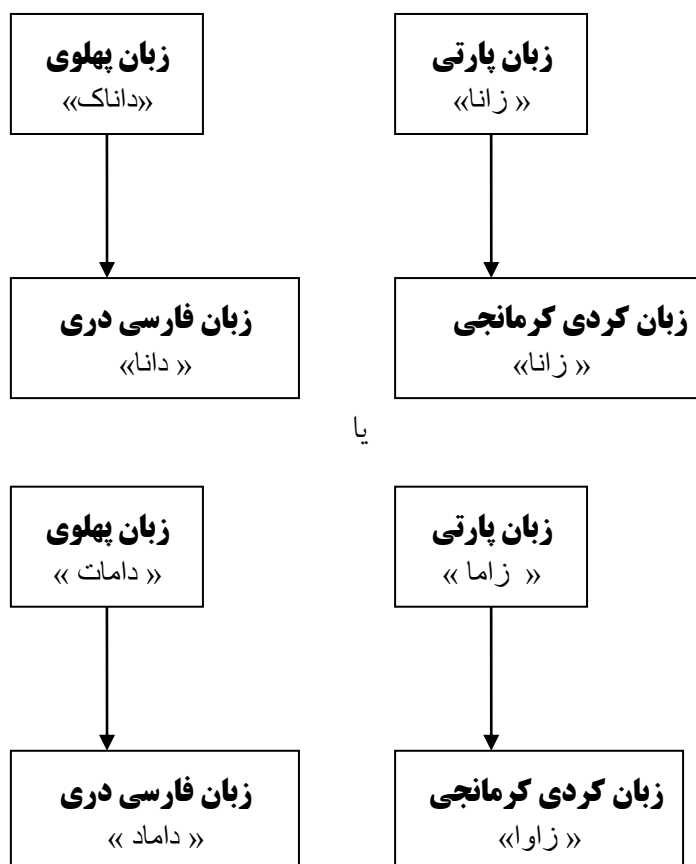 زبان پارتی
« زانا»
زبان پهلوی
«داناک»
زبان کردی کرمانجی
« زانا»
زبان فارسی دری
« دانا»
یا
زبان پارتی
« زاما »
زبان پهلوی
« دامات »
زبان کردی کرمانجی
« زاوا»
زبان فارسی دری
« داماد »